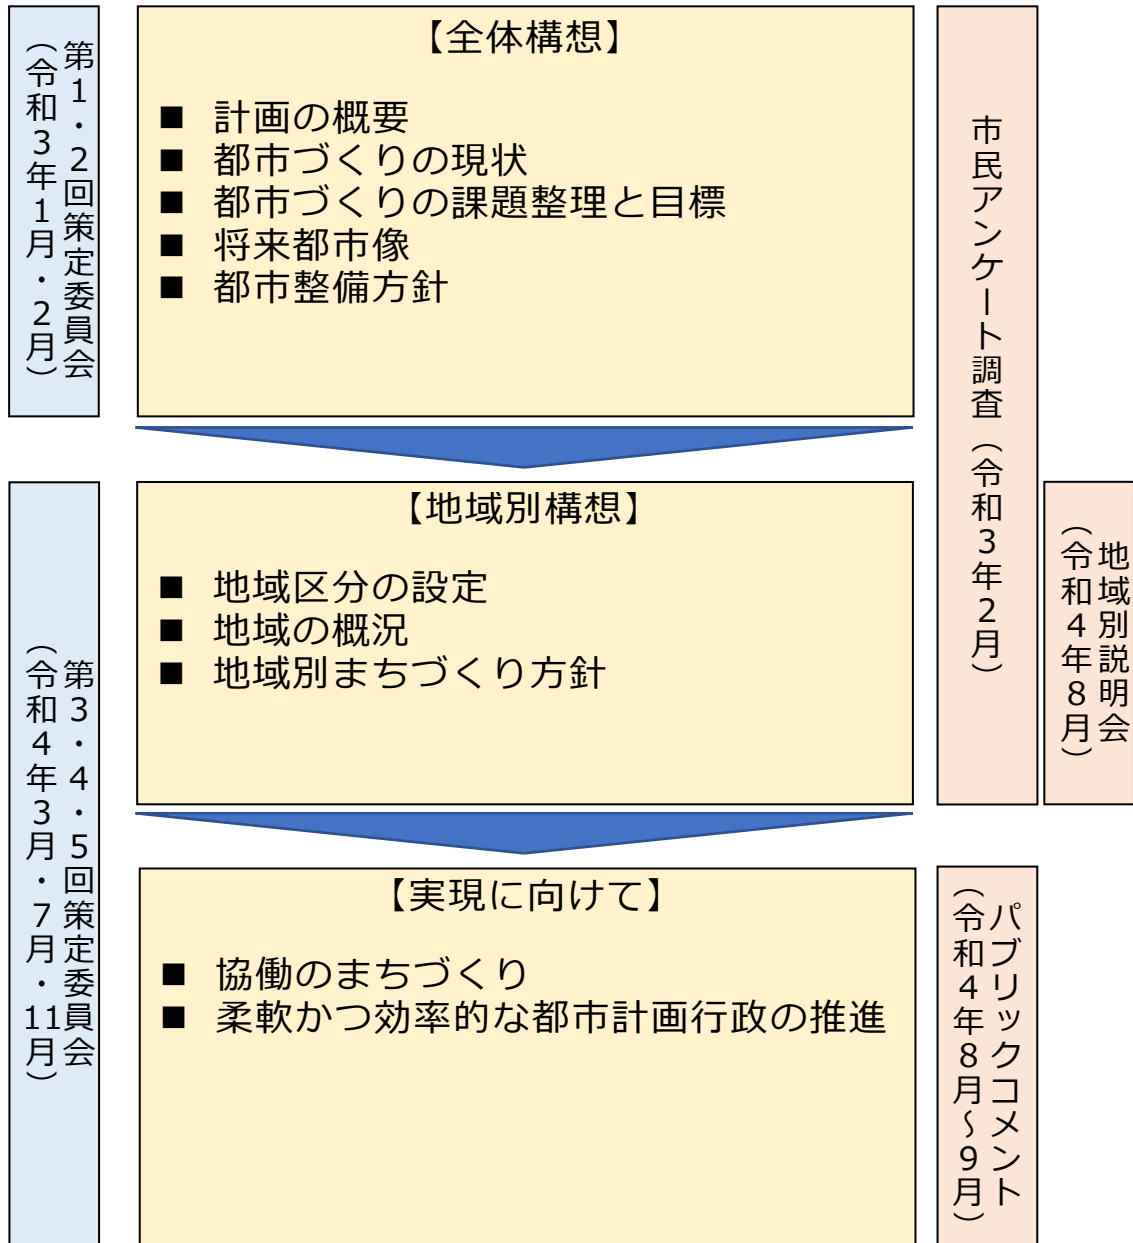 第1・2回策定委員会
（令和3年1月・2月）
【全体構想】
■ 計画の概要
■ 都市づくりの現状
■ 都市づくりの課題整理と目標
■ 将来都市像
■ 都市整備方針
市民アンケート調査（令和3年2月）
第3・4・5回策定委員会
（令和4年3月・7月・11月）
【地域別構想】
■ 地域区分の設定
■ 地域の概況
■ 地域別まちづくり方針
地域別説明会
（令和4年8月）
【実現に向けて】
■ 協働のまちづくり
■ 柔軟かつ効率的な都市計画行政の推進
パブリックコメント
（令和4年8月～9月）